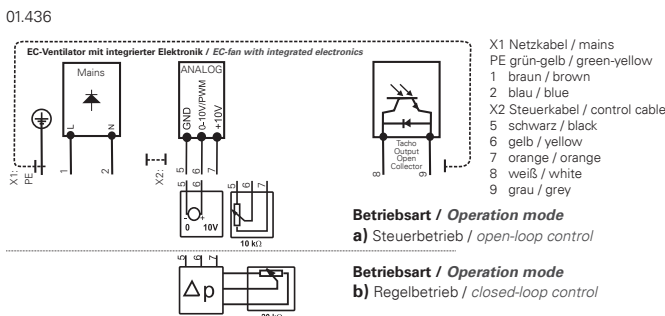 01.436
EC-Ventilator mit integrierter Elektronik / EC-fan with integrated electronics
Mains
L
N
ANALOG
GND
0-10V/PWM
+10V
Tacho
Output
Open
Collector
X1:
PE
1
2
X2:
5
6
7
8
9
5
6
- +
0 10V
5
6
7
10 kΩ
X1 Netzkabel / mains
PE grün-gelb / green-yellow
1 braun / brown
2 blau / blue
X2 Steuerkabel / control cable
5 schwarz / black
6 gelb / yellow
7 orange / orange
8 weiß / white
9 grau / grey
Betriebsart / Operation mode
a) Steuerbetrieb / open-loop control
5
6
7
Δp
Betriebsart / Operation mode
b) Regelbetrieb / closed-loop control